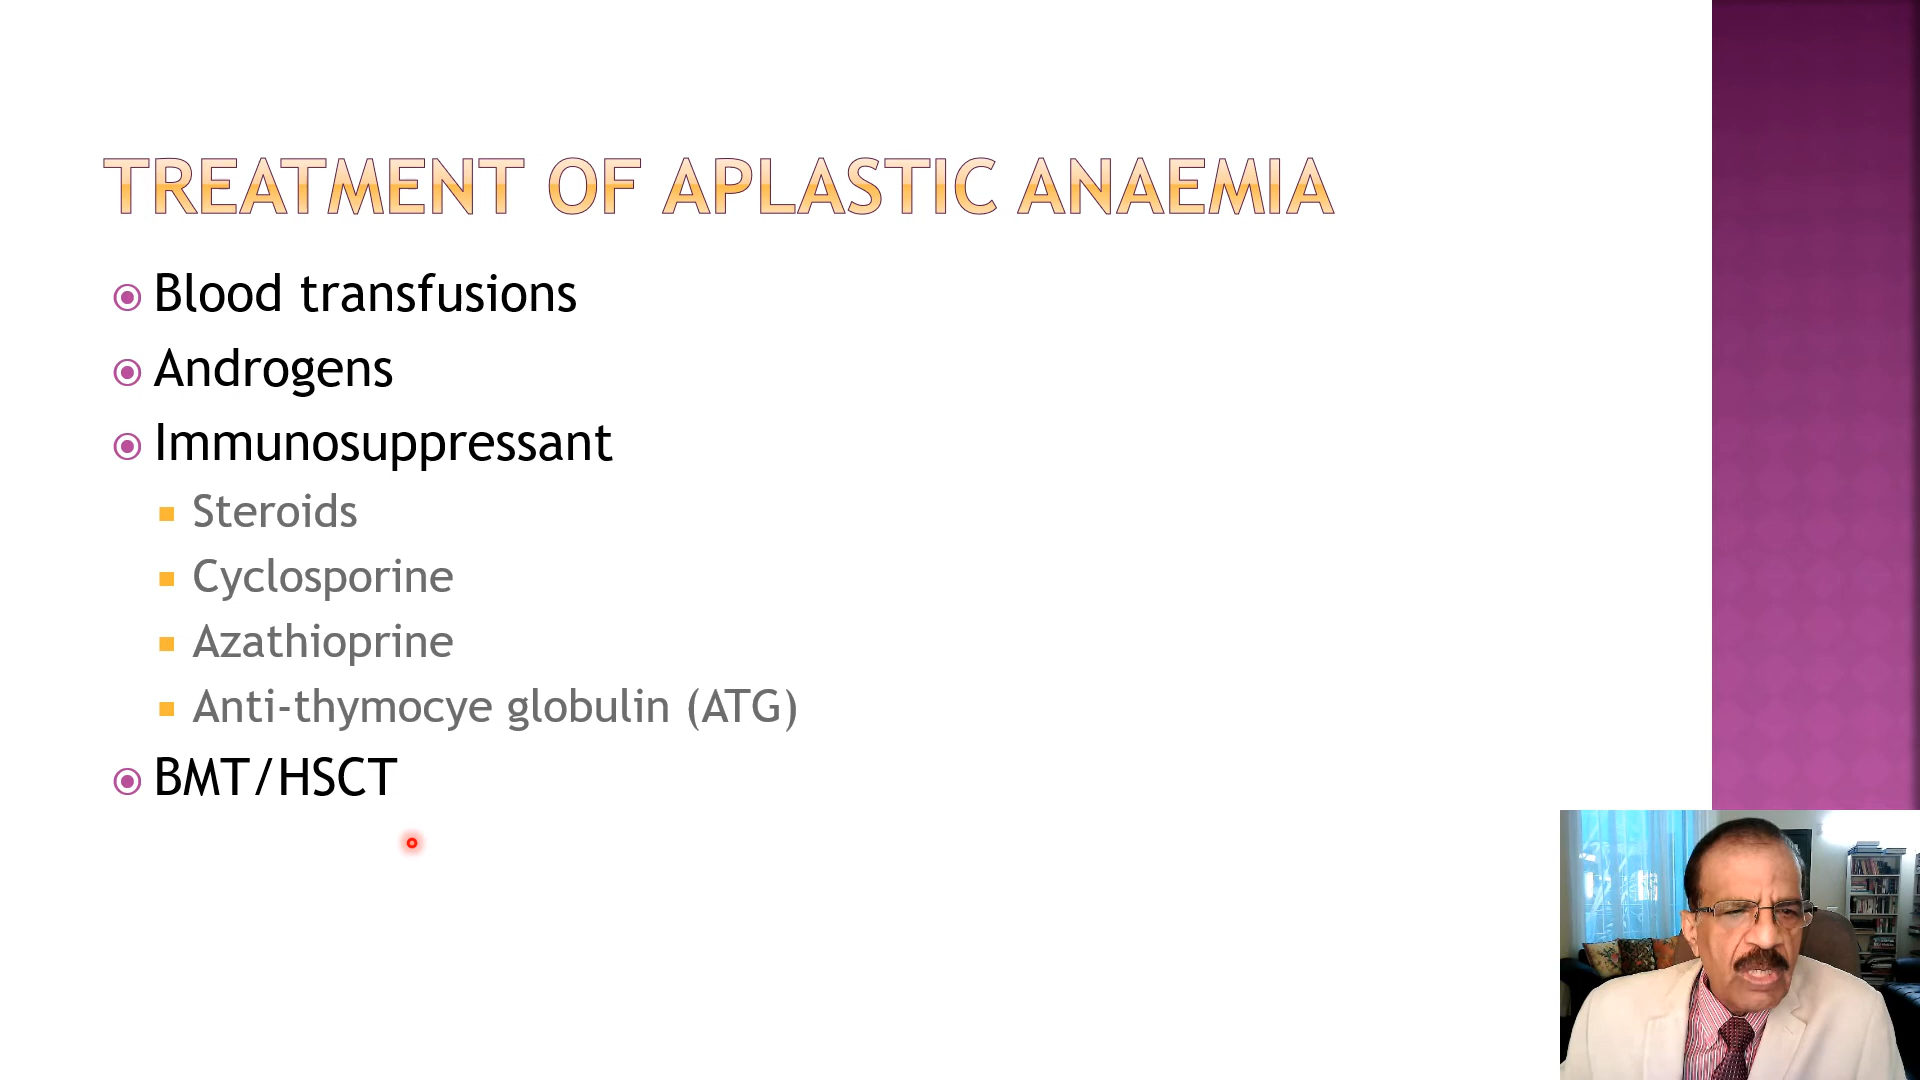 TREATMENT OF APLASTIC ANAEMIA
Blood transfusions
Androgens
Immunosuppressant
Steroids
Cyclosporine
Azathioprine
Anti-thymocye globulin (ATG)
BMT/HSCT